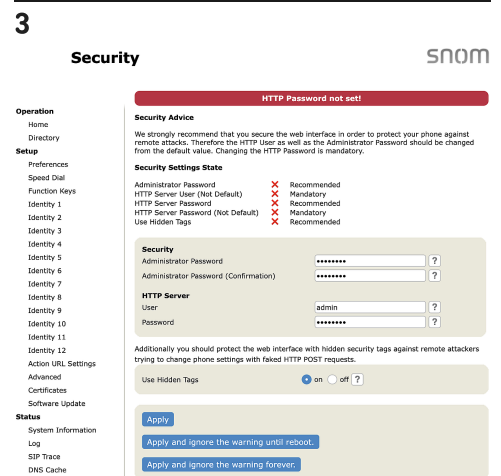 3
Security
snom
HTTP Password not set!
Operation
Home
Directory
Setup
Preferences
Speed Dial
Function Keys
Identity 1
Identity 2
Identity 3
Identity 4
Identity 5
Identity 6
Identity 7
Identity 8
Identity 9
Identity 10
Identity 11
Identity 12
Action URL Settings
Advanced
Certificates
Software Update
Status
System Information
Log
SIP Trace
DNS Cache
Security Advice
We strongly recommend that you secure the web interface in order to protect your phone against
remote attacks. Therefore the HTTP User as well as the Administrator Password should be changed
from the default value. Changing the HTTP Password is mandatory.
Security Settings State
Administrator Password Recommended
HTTP Server User (Not Default) Mandatory
HTTP Server Password Recommended
HTTP Server Password (Not Default) Mandatory
Use Hidden Tags Recommended
Security
Administrator Password •••••••• ?
Administrator Password (Confirmation) •••••••• ?
HTTP Server
User admin ?
Password •••••••• ?
Additionally you should protect the web interface with hidden security tags against remote attackers
trying to change phone settings with faked HTTP POST requests.
Use Hidden Tags on off ?
Apply
Apply and ignore the warning until reboot.
Apply and ignore the warning forever.